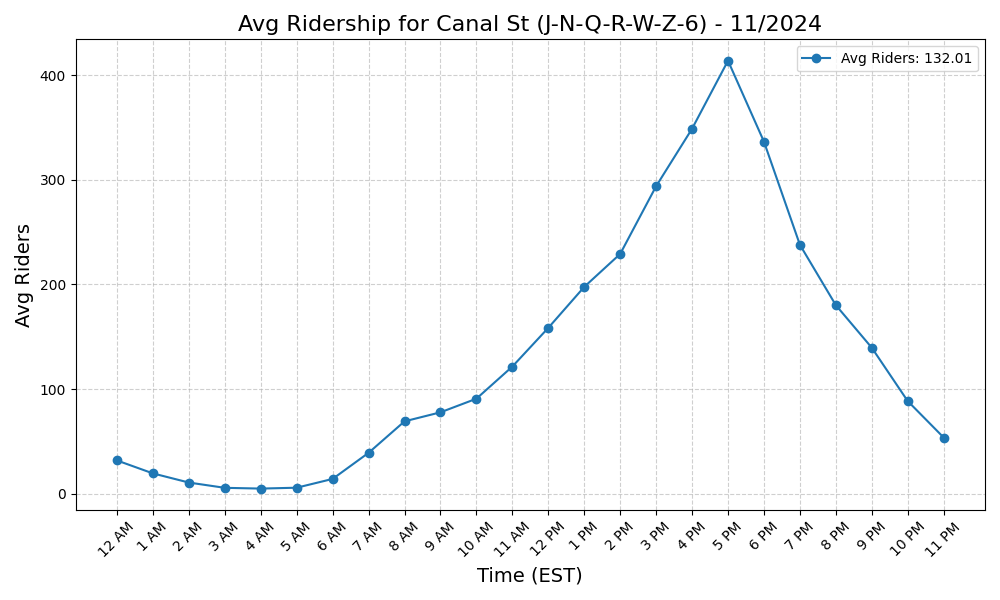 Avg Ridership for Canal St (J-N-Q-R-W-Z-6) - 11/2024
Avg Riders: 132.01
Avg Riders
400
300
200
100
0
12 AM
1 AM
2 AM
3 AM
4 AM
5 AM
6 AM
7 AM
8 AM
9 AM
10 AM
11 AM
12 PM
1 PM
2 PM
3 PM
4 PM
5 PM
6 PM
7 PM
8 PM
9 PM
10 PM
11 PM
Time (EST)